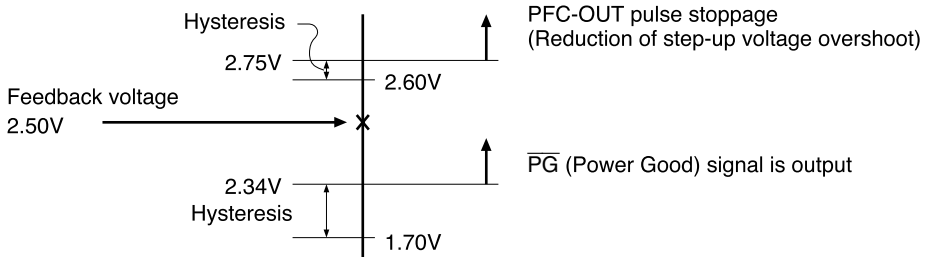 PFC-OUT pulse stoppage
(Reduction of step-up voltage overshoot)
Hysteresis
2.75V
2.60V
Feedback voltage
2.50V
P̅G̅ (Power Good) signal is output
2.34V
Hysteresis
1.70V